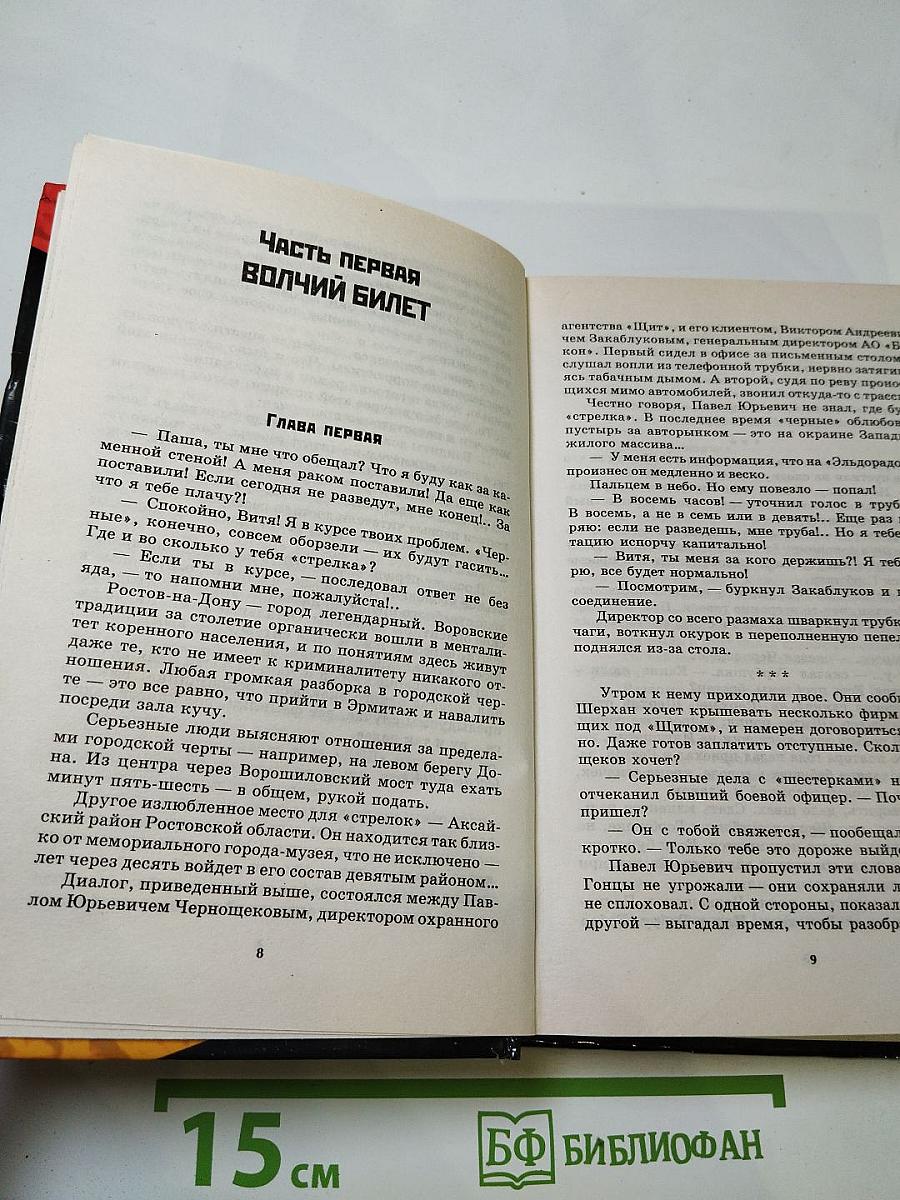 Часть первая
ВОЛЧИЙ БИЛЕТ
Глава первая
— Паша, ты мне что обещал? Что я буду как за ка-
менной стеной! А меня раком поставили! Да еще как
поставили! Если сегодня не разведут, мне конец!.. За
что я тебе плачу?!
— Спокойно, Витя! Я в курсе твоих проблем. «Чер-
ные», конечно, совсем оборзели — их будут гасить...
Где и во сколько у тебя «стрелка»?
— Если ты в курсе, — последовал ответ не без
яда, — то напомни мне, пожалуйста!..
Ростов-на-Дону — город легендарный. Воровские
традиции за столетие органически вошли в ментали-
тет коренного населения, и по понятиям здесь живут
даже те, кто не имеет к криминалитету никакого от-
ношения. Любая громкая разборка в городской чер-
те — это все равно, что прийти в Эрмитаж и навалить
посреди зала кучу.
Серьезные люди выясняют отношения за предела-
ми городской черты — например, на левом берегу До-
на. Из центра через Ворошиловский мост туда ехать
минут пять-шесть — в общем, рукой подать.
Другое излюбленное место для «стрелок» — Аксай-
ский район Ростовской области. Он находится так близ-
ко от мемориального города-музея, что не исключено —
лет через десять войдет в его состав девятым районом...
Диалог, приведенный выше, состоялся между Пав-
лом Юрьевичем Чернощековым, директором охранного
8
агентства «Щит», и его клиентом, Виктором Андрееви-
чем Закаблуковым, генеральным директором АО «Б
кон». Первый сидел в офисе за письменным столом
слушал вопли из телефонной трубки, нервно затяги
ясь табачным дымом. А второй, судя по реву проно
щихся мимо автомобилей, звонил откуда-то с трасс
Честно говоря, Павел Юрьевич не знал, где бу
«стрелка». В последнее время «черные» облюбов
пустырь за авторынком — это на окраине Запад
жилого массива...
— У меня есть информация, что на «Эльдорадо
произнес он медленно и веско.
Пальцем в небо. Но ему повезло — попал!
— В восемь часов! — уточнил голос в труб
В восемь, а не в семь или в девять!.. Еще раз
ряю: если не разведешь, мне труба!.. Но я тебе
тацию испорчу капитально!
— Витя, ты меня за кого держишь?! Я теб
рю, все будет нормально!
— Посмотрим, — буркнул Закаблуков и
соединение.
Директор со всего размаха шваркнул трубк
чаги, воткнул окурок в переполненную пепел
поднялся из-за стола.
* * *
Утром к нему приходили двое. Они сооб
Шерхан хочет крышевать несколько фирм
щих под «Щитом», и намерен договоритьс
но. Даже готов заплатить отступные. Скол
щеков хочет?
— Серьезные дела с «шестерками» н
отчеканил бывший боевой офицер. — Поч
пришел?
— Он с тобой свяжется, — пообещал
кротко. — Только тебе это дороже выйд
Павел Юрьевич пропустил эти слова
Гонцы не угрожали — они сохраняли л
не сплоховал. С одной стороны, показал
другой — выгадал время, чтобы разобр
9
15 см
БФ БИБЛИОФАН